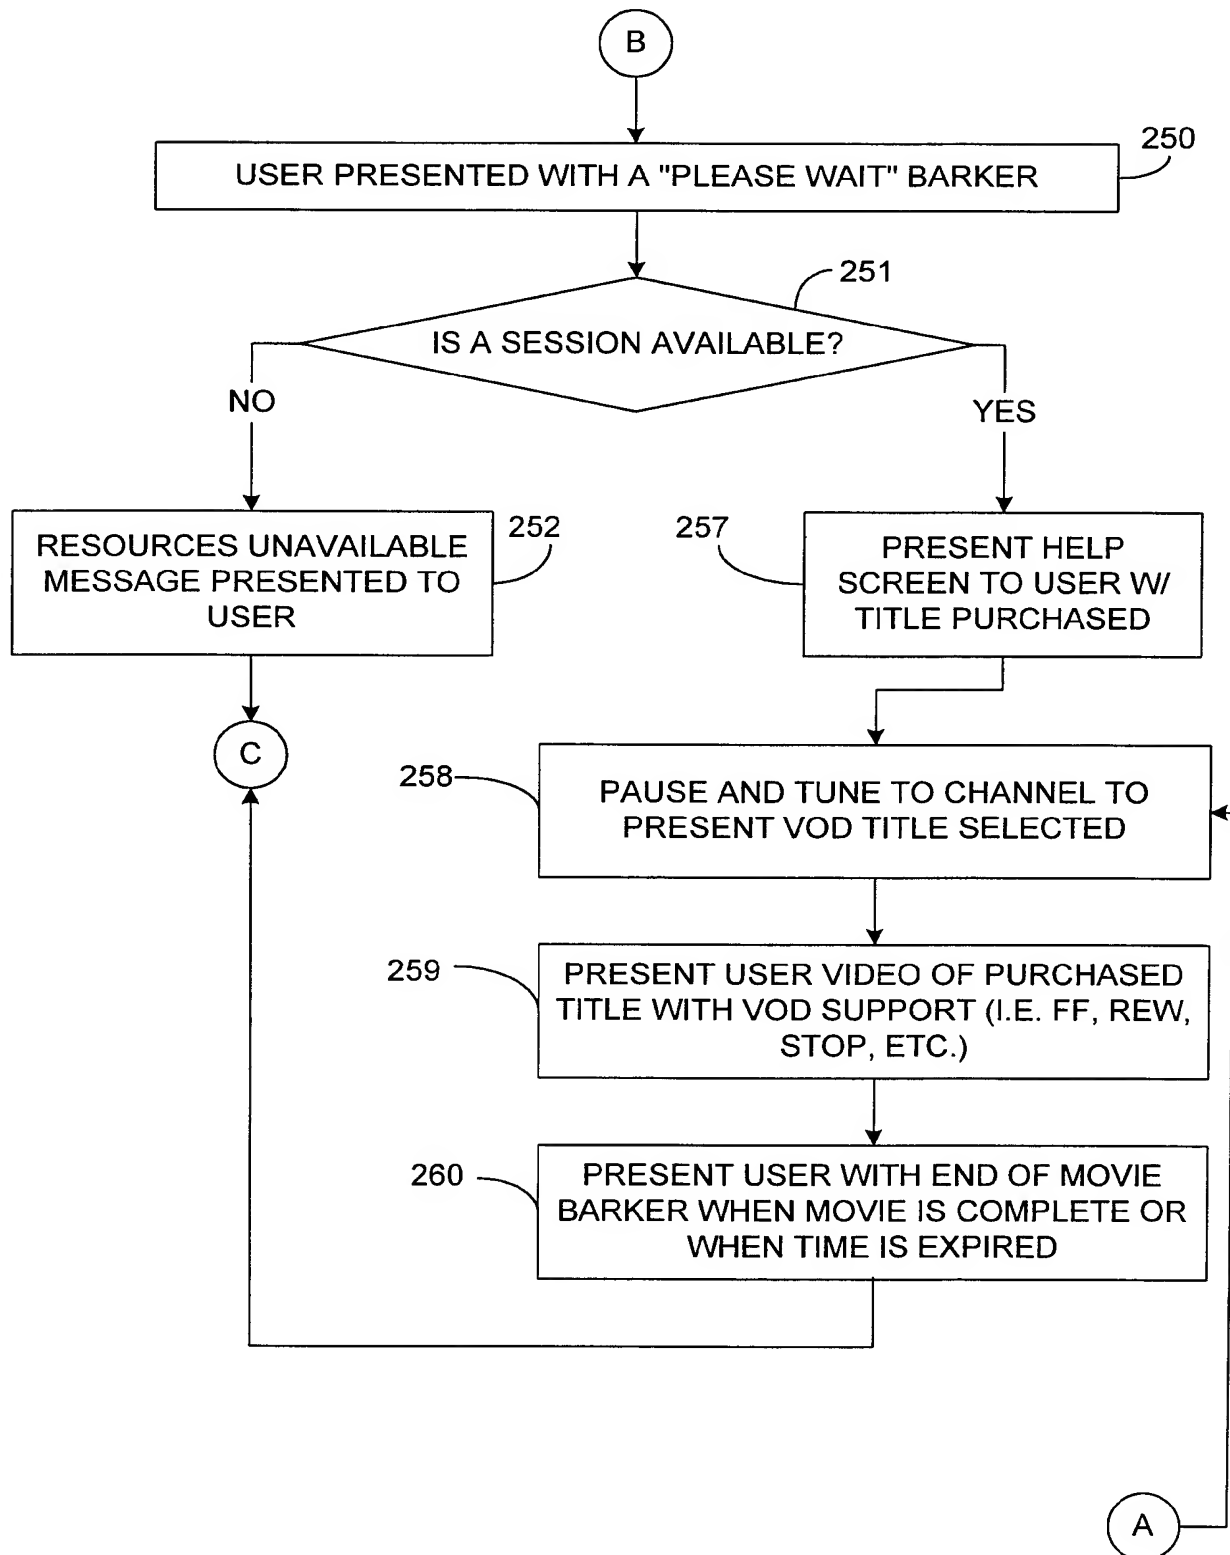 B
250
USER PRESENTED WITH A "PLEASE WAIT" BARKER
251
IS A SESSION AVAILABLE?
NO
YES
252
RESOURCES UNAVAILABLE
MESSAGE PRESENTED TO
USER
257
PRESENT HELP
SCREEN TO USER W/
TITLE PURCHASED
C
258
PAUSE AND TUNE TO CHANNEL TO
PRESENT VOD TITLE SELECTED
259
PRESENT USER VIDEO OF PURCHASED
TITLE WITH VOD SUPPORT (I.E. FF, REW,
STOP, ETC.)
260
PRESENT USER WITH END OF MOVIE
BARKER WHEN MOVIE IS COMPLETE OR
WHEN TIME IS EXPIRED
A